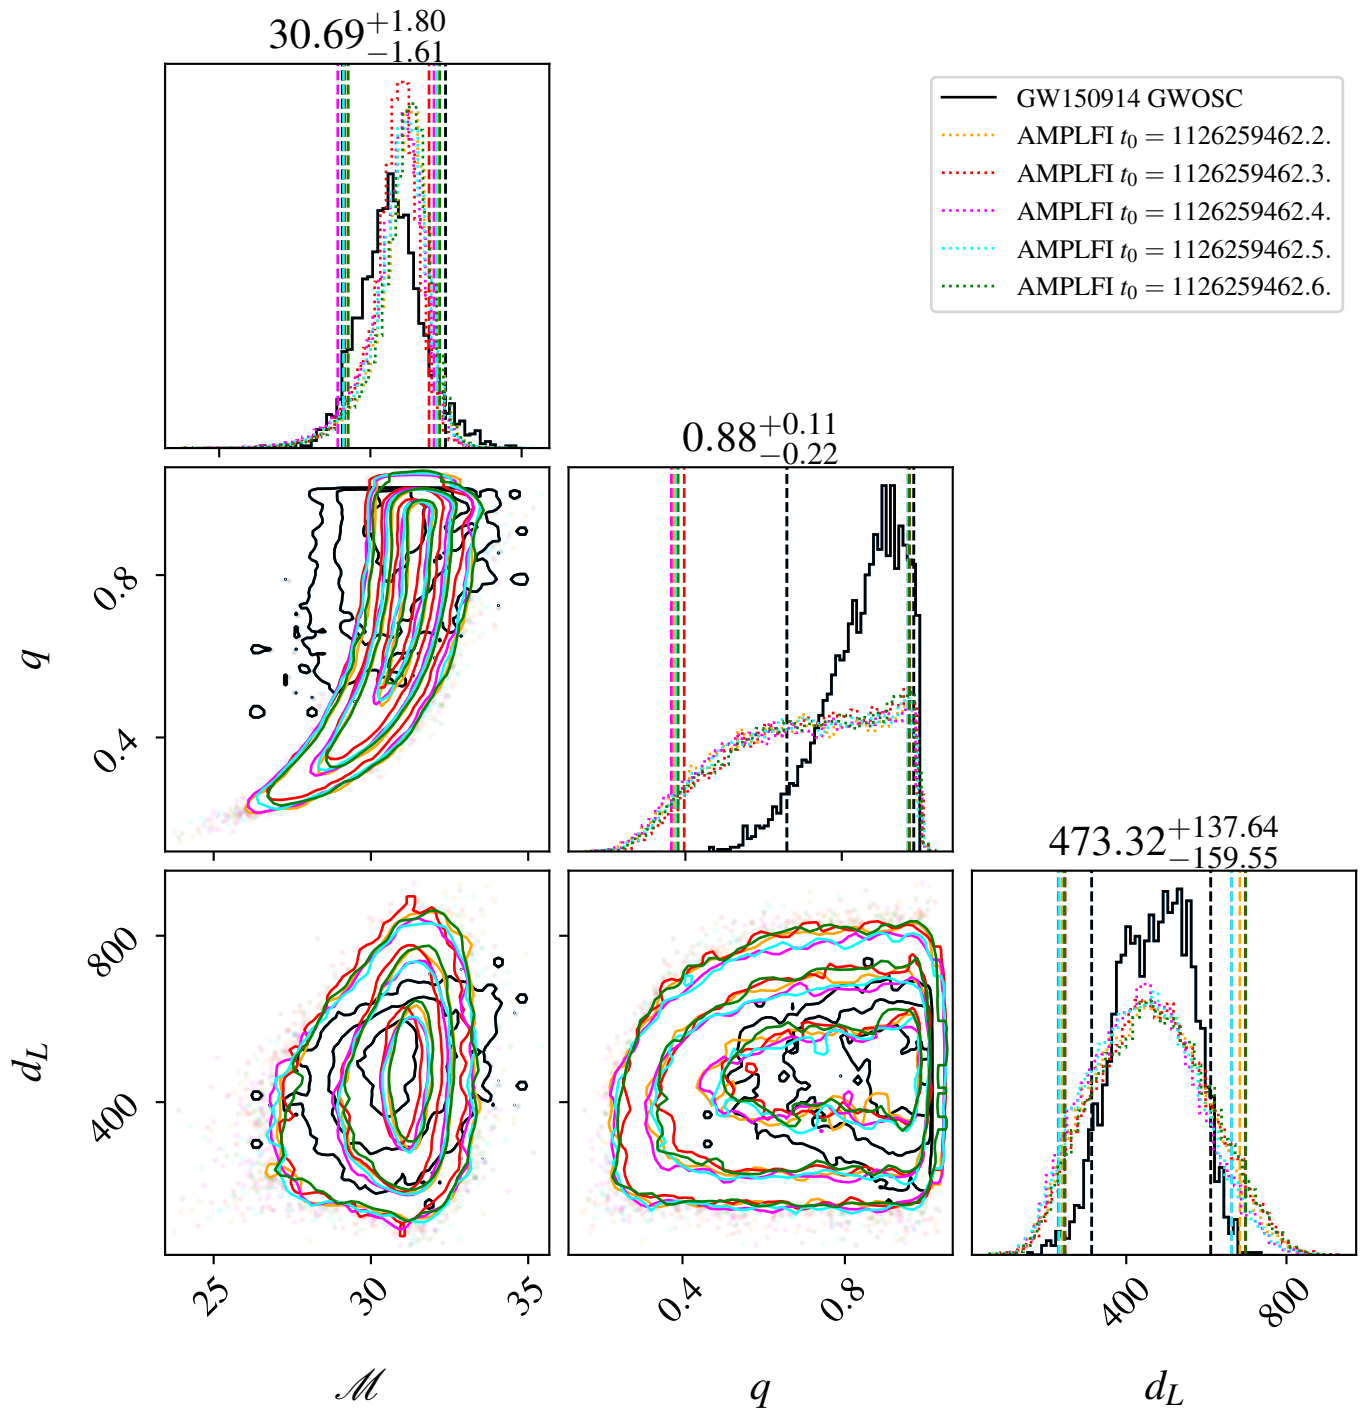 30.69+1.80−1.61
GW150914 GWOSC
AMPLFI t0 = 1126259462.2.
AMPLFI t0 = 1126259462.3.
AMPLFI t0 = 1126259462.4.
AMPLFI t0 = 1126259462.5.
AMPLFI t0 = 1126259462.6.
0.88+0.11−0.22
q
0.8
0.4
473.32+137.64−159.55
dL
800
400
25
30
35
0.4
0.8
400
800
ℳ
q
dL